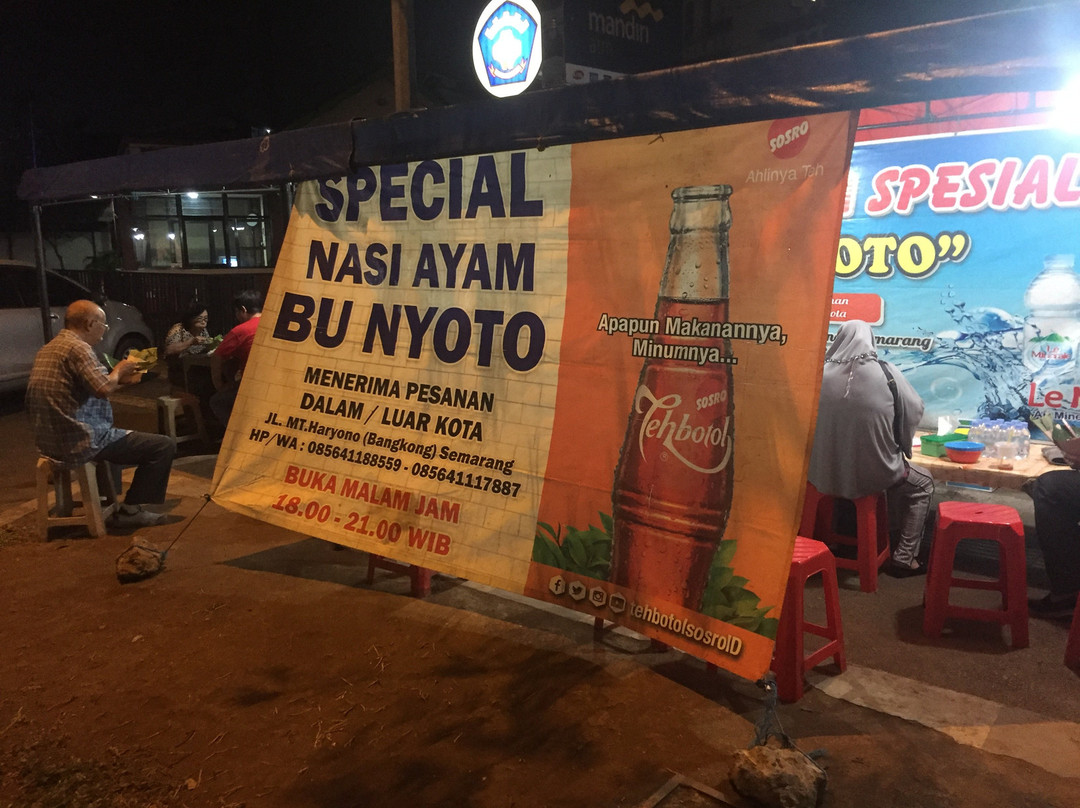 mandiri
SPECIAL
NASI AYAM
BU NYOTO
MENERIMA PESANAN
DALAM / LUAR KOTA
JL. MT.Haryono (Bangkong) Semarang
HP/WA : 085641188559 - 085641117887
BUKA MALAM JAM
18.00 - 21.00 WIB
SOSRO
Ahlinya Teh
Apapun Makanannya,
Minumnya...
SOSRO
Tehbotol
tehbotolsosroID
SPESIAL
OTO”
Semarang
Le M